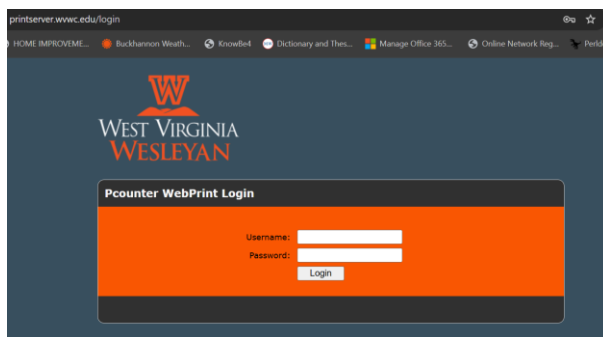 printserver.wvwc.edu/login
HOME IMPROVEME... Buckhannon Weath... KnowBe4 Dictionary and Thes... Manage Office 365... Online Network Reg...
W
WEST VIRGINIA
WESLEYAN
Pcounter WebPrint Login
Username:
Password:
Login